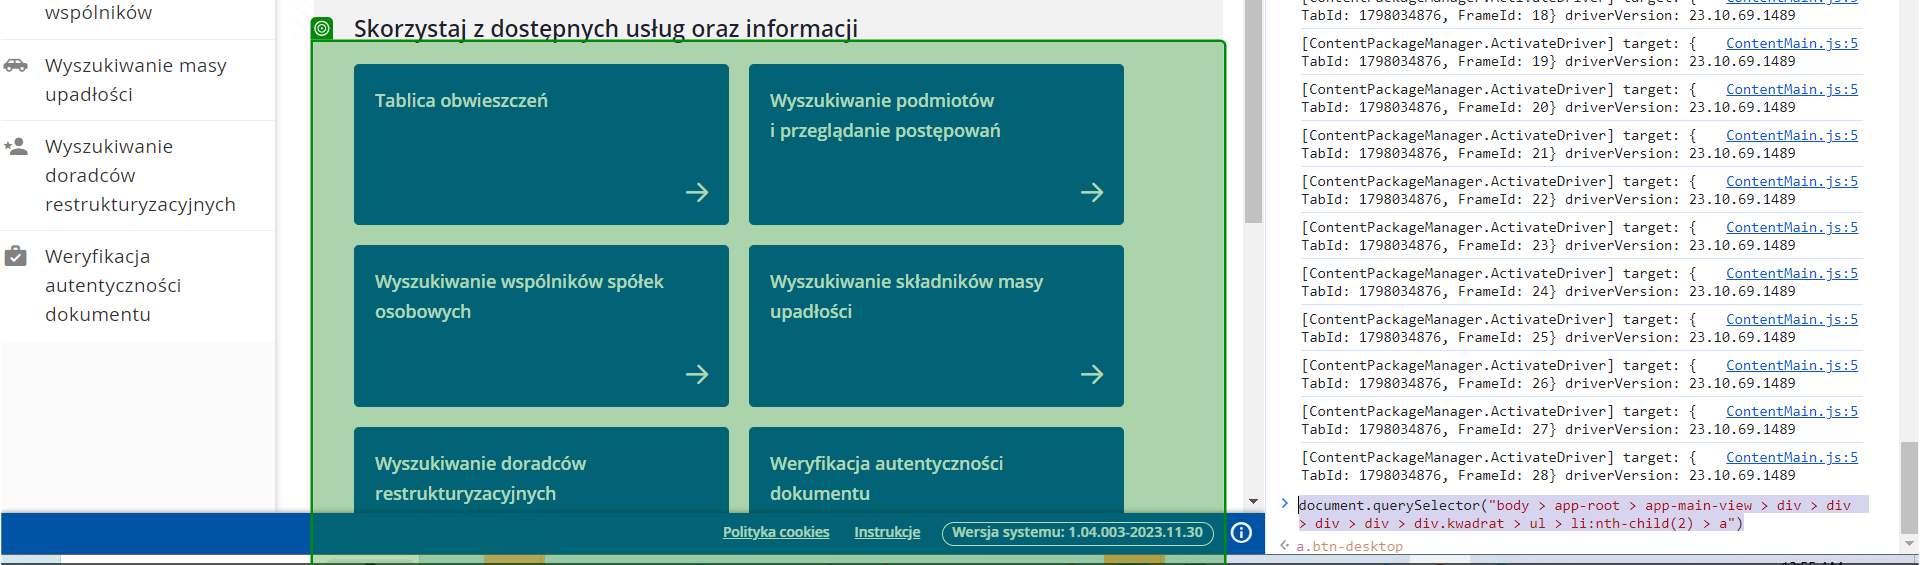 wspólników
Wyszukiwanie masy
upadłości
Wyszukiwanie
doradców
restrukturyzacyjnych
Weryfikacja
autentyczności
dokumentu
Skorzystaj z dostępnych usług oraz informacji
Tablica obwieszczeń
Wyszukiwanie podmiotów
i przeglądanie postępowań
Wyszukiwanie wspólników spółek
osobowych
Wyszukiwanie składników masy
upadłości
Wyszukiwanie doradców
restrukturyzacyjnych
Weryfikacja autentyczności
dokumentu
Polityka cookies Instrukcje Wersja systemu: 1.04.003-2023.11.30
[ContentPackageManager.ActivateDriver] target: { ContentMain.js:5
TabId: 1798034876, FrameId: 18} driverVersion: 23.10.69.1489
[ContentPackageManager.ActivateDriver] target: { ContentMain.js:5
TabId: 1798034876, FrameId: 19} driverVersion: 23.10.69.1489
[ContentPackageManager.ActivateDriver] target: { ContentMain.js:5
TabId: 1798034876, FrameId: 20} driverVersion: 23.10.69.1489
[ContentPackageManager.ActivateDriver] target: { ContentMain.js:5
TabId: 1798034876, FrameId: 21} driverVersion: 23.10.69.1489
[ContentPackageManager.ActivateDriver] target: { ContentMain.js:5
TabId: 1798034876, FrameId: 22} driverVersion: 23.10.69.1489
[ContentPackageManager.ActivateDriver] target: { ContentMain.js:5
TabId: 1798034876, FrameId: 23} driverVersion: 23.10.69.1489
[ContentPackageManager.ActivateDriver] target: { ContentMain.js:5
TabId: 1798034876, FrameId: 24} driverVersion: 23.10.69.1489
[ContentPackageManager.ActivateDriver] target: { ContentMain.js:5
TabId: 1798034876, FrameId: 25} driverVersion: 23.10.69.1489
[ContentPackageManager.ActivateDriver] target: { ContentMain.js:5
TabId: 1798034876, FrameId: 26} driverVersion: 23.10.69.1489
[ContentPackageManager.ActivateDriver] target: { ContentMain.js:5
TabId: 1798034876, FrameId: 27} driverVersion: 23.10.69.1489
[ContentPackageManager.ActivateDriver] target: { ContentMain.js:5
TabId: 1798034876, FrameId: 28} driverVersion: 23.10.69.1489
document.querySelector("body > app-root > app-main-view > div > div
> div > div > div.kwadrat > ul > li:nth-child(2) > a")
a.btn-desktop